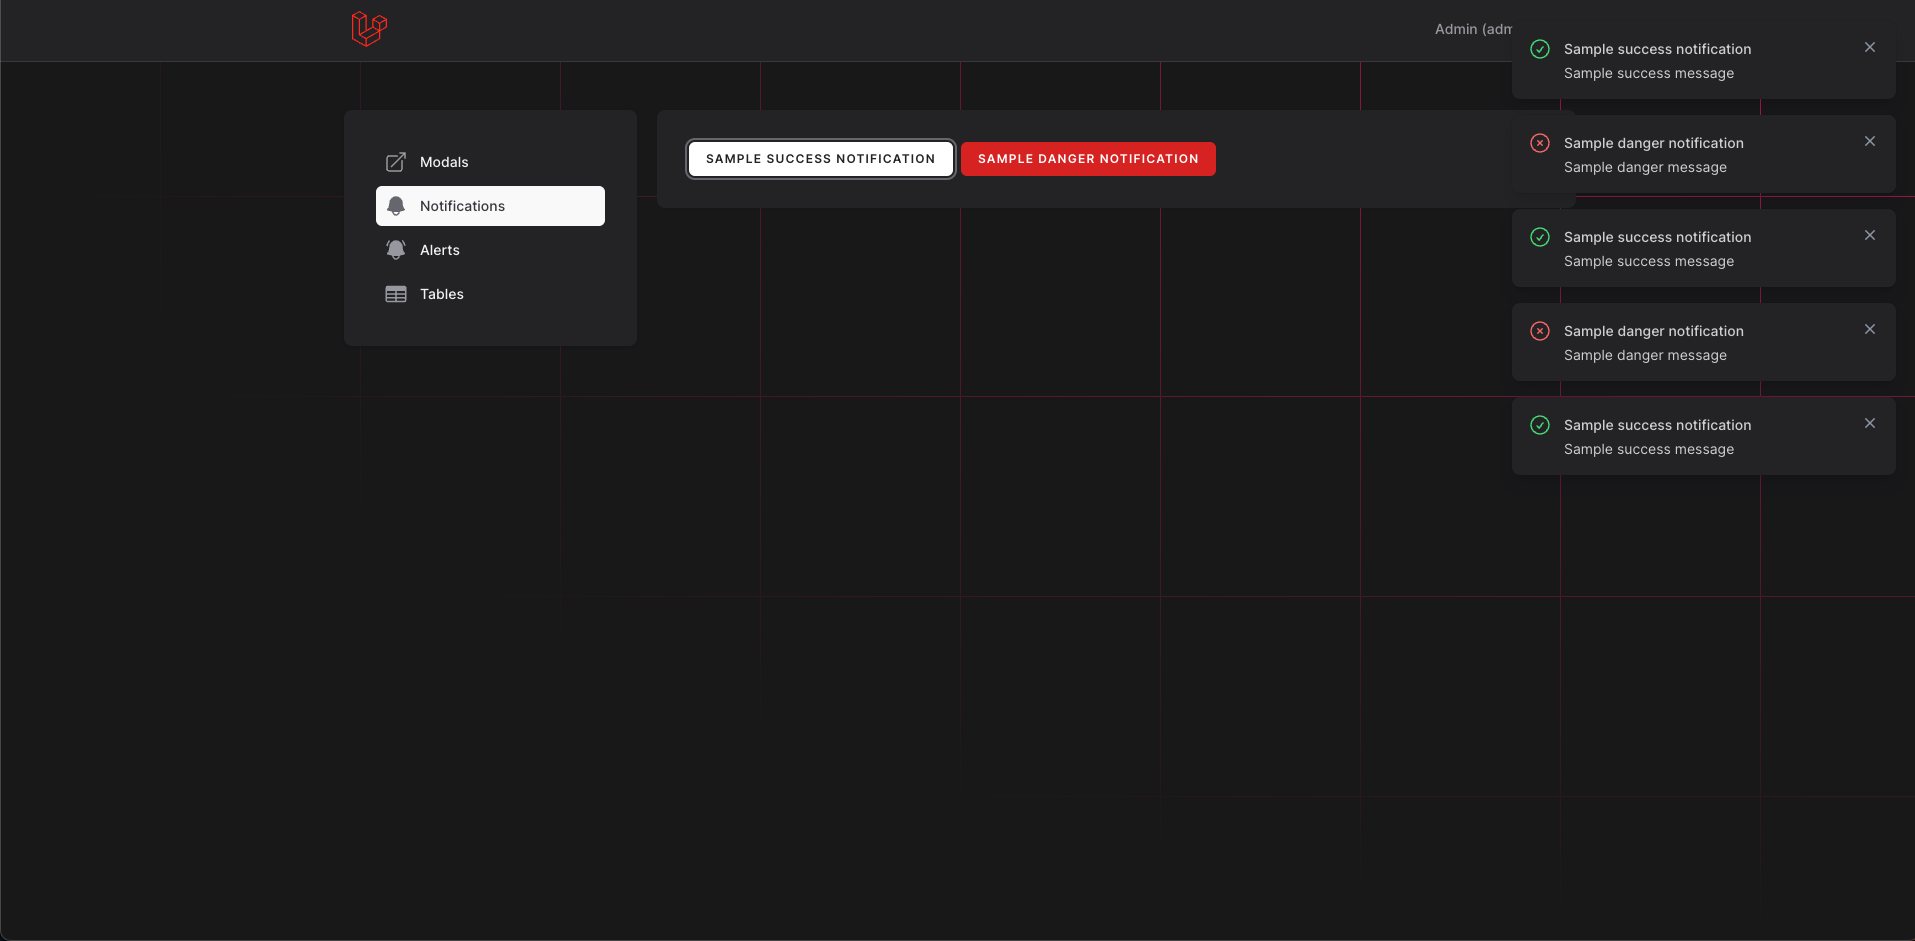 Admin (adm
Modals
Notifications
Alerts
Tables
SAMPLE SUCCESS NOTIFICATION
SAMPLE DANGER NOTIFICATION
Sample success notification
Sample success message
Sample danger notification
Sample danger message
Sample success notification
Sample success message
Sample danger notification
Sample danger message
Sample success notification
Sample success message